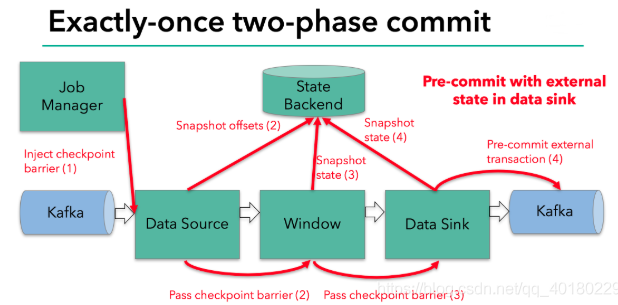 Exactly-once two-phase commit
Job
Manager
State
Backend
Pre-commit with external
state in data sink
Snapshot offsets (2)
Snapshot
state (4)
Snapshot
state (3)
Pre-commit external
transaction (4)
Inject checkpoint
barrier (1)
Kafka
Data Source
Window
Data Sink
Kafka
Pass checkpoint barrier (2)
Pass checkpoint barrier (3)
https://blog.csdn.net/qq_40180229